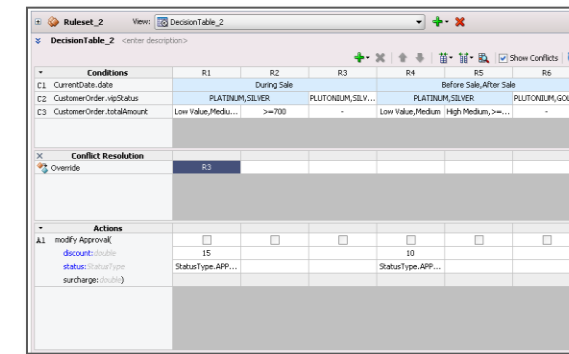 Ruleset_2 View: DecisionTable_2
DecisionTable_2 <enter description>
Show Conflicts
Conditions R1 R2 R3 R4 R5 R6
C1 CurrentDate.date During Sale Before Sale,After Sale
C2 CustomerOrder.vipStatus PLATINUM,SILVER PLUTONIUM,SILV... PLATINUM,SILVER PLUTONIUM,GOL
C3 CustomerOrder.totalAmount Low Value,Mediu... >=700 - Low Value,Medium High Medium,>=... -
Conflict Resolution
Override R3
Actions
A1 modify Approval(
discount:double 15 10
status:StatusType StatusType.APP... StatusType.APP...
surcharge:double)